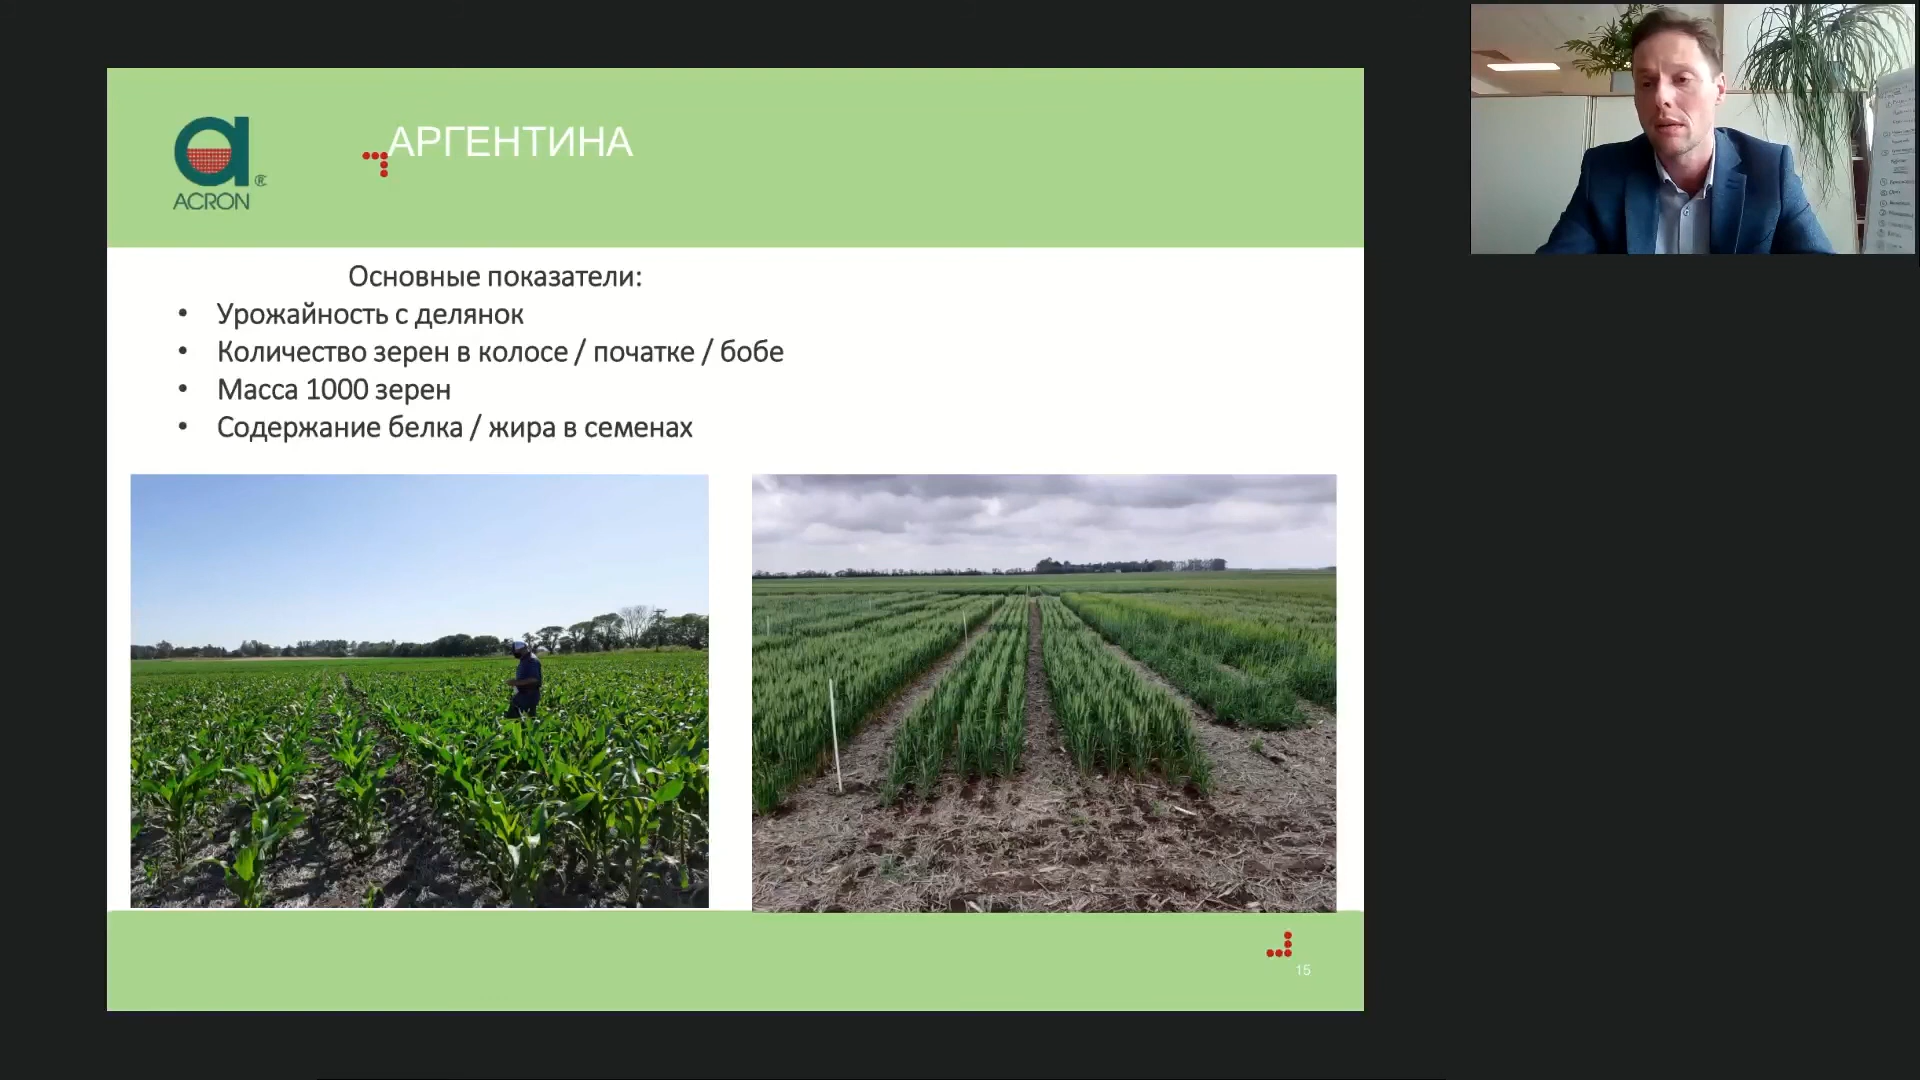 АРГЕНТИНА
®
ACRON
Основные показатели:
• Урожайность с делянок
• Количество зерен в колосе / початке / бобе
• Масса 1000 зерен
• Содержание белка / жира в семенах
15